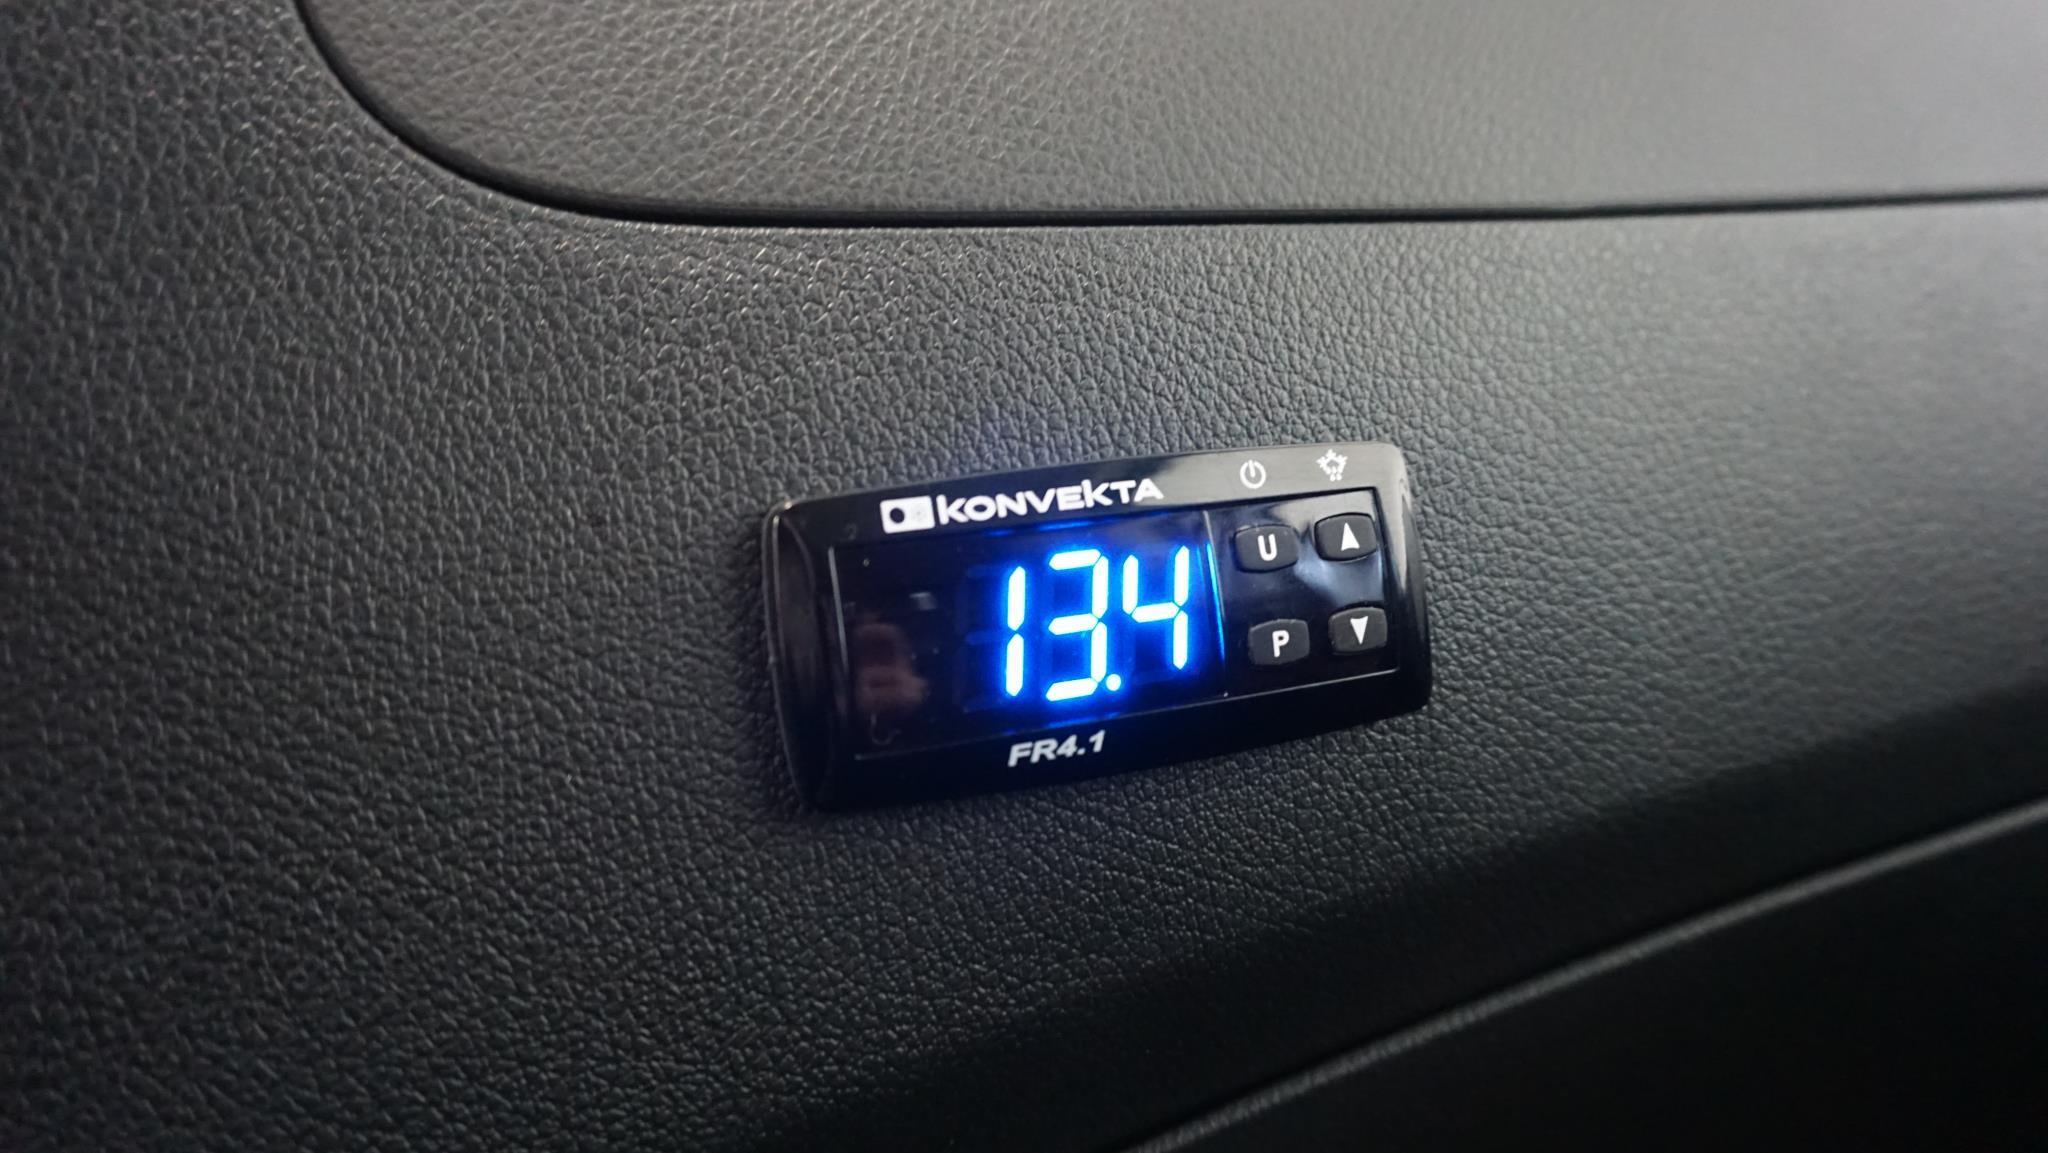 KONVEKTA
13.4
U
P
FR4.1